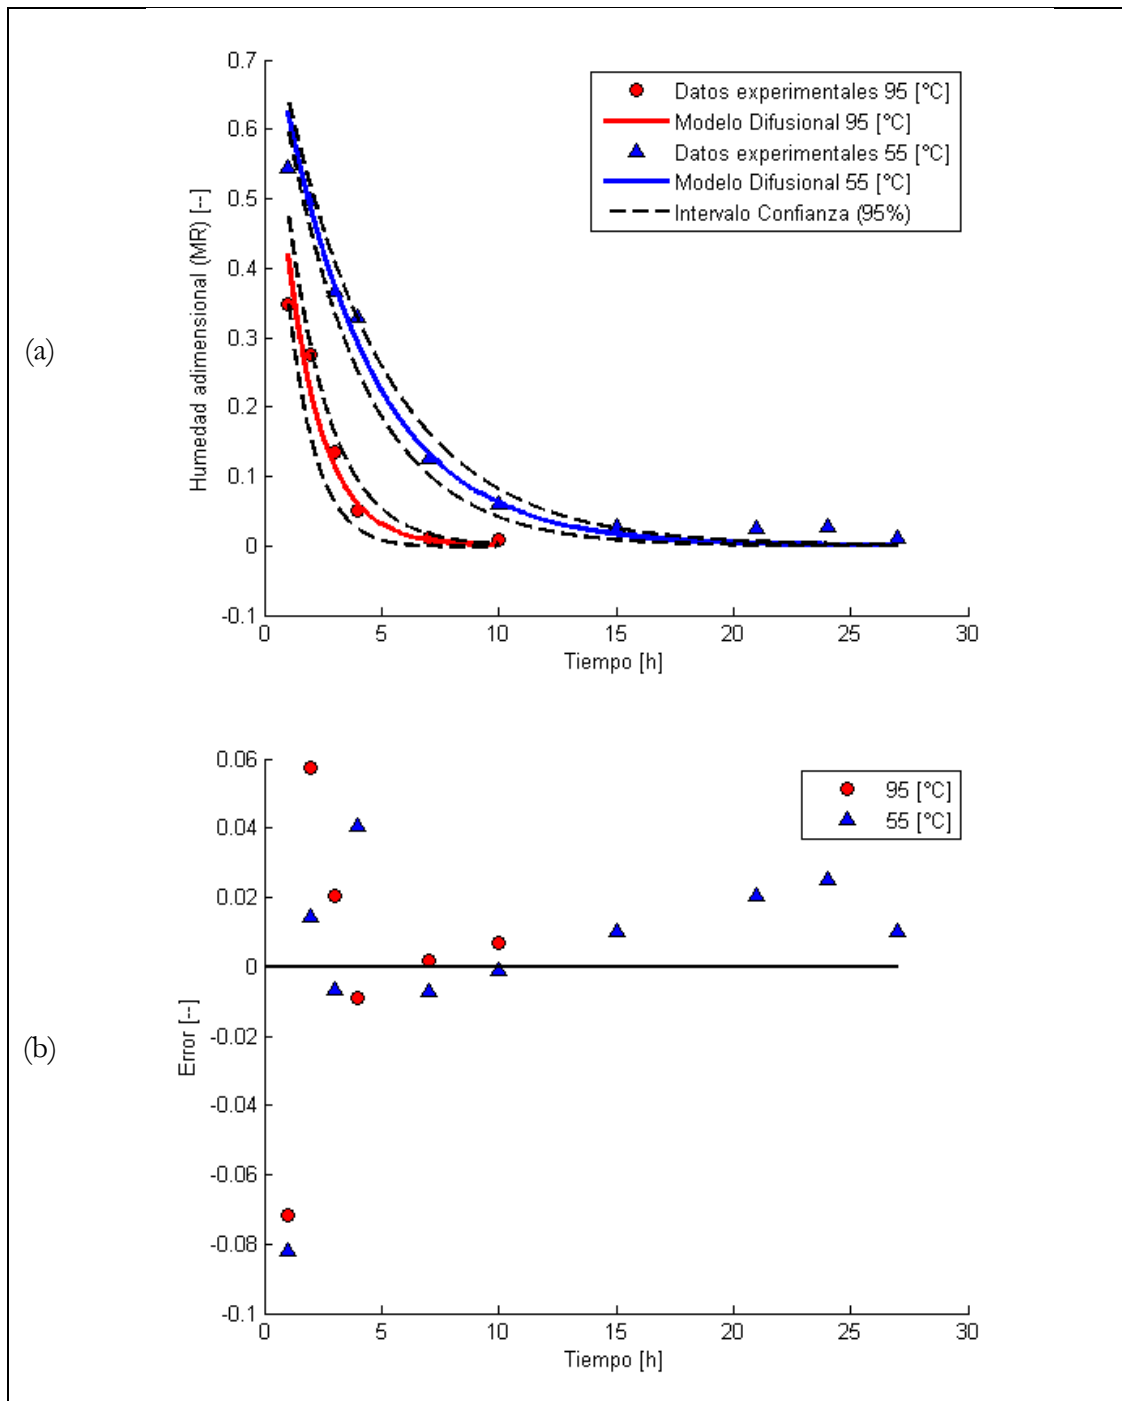 (a)
Humedad adimensional (MR) [--]
0.7
0.6
0.5
0.4
0.3
0.2
0.1
0
-0.1
0
5
10
15
20
25
30
Tiempo [h]
Datos experimentales 95 [°C]
Modelo Difusional 95 [°C]
Datos experimentales 55 [°C]
Modelo Difusional 55 [°C]
Intervalo Confianza (95%)
(b)
Error [--]
0.06
0.04
0.02
0
-0.02
-0.04
-0.06
-0.08
-0.1
0
5
10
15
20
25
30
Tiempo [h]
95 [°C]
55 [°C]